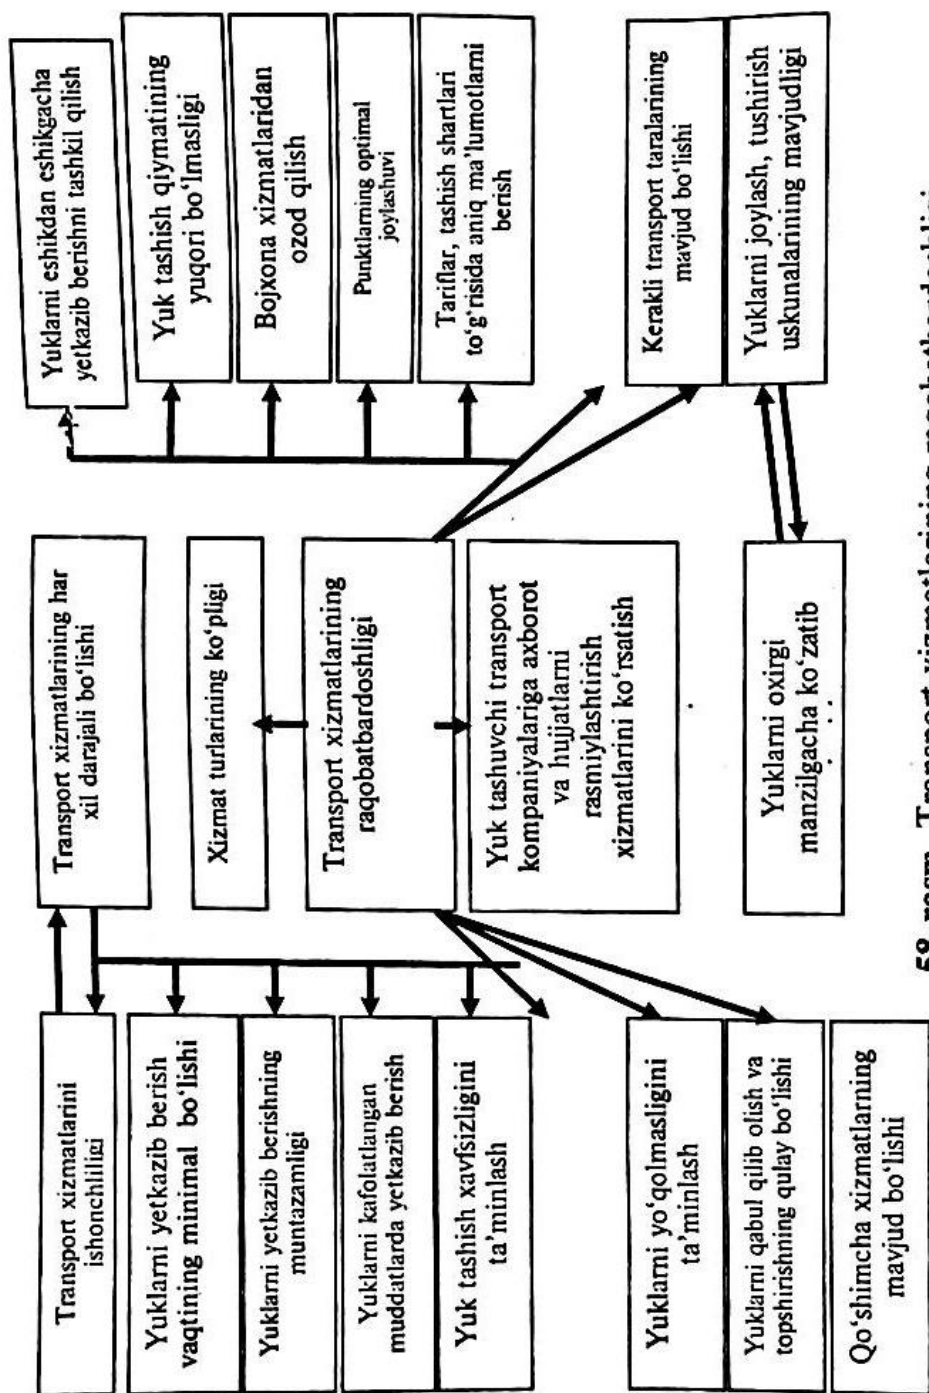 Transport xizmatlarini
ishonchliligi
Yuklarni yetkazib berish
vaqtining minimal bo‘lishi
Yuklarni yetkazib berishning
muntazamligi
Yuklarni kafolatlangan
muddatlarda yetkazib berish
Yuk tashish xavfsizligini
ta’minlash
Yuklarni yo‘qolmasligini
ta’minlash
Yuklarni qabul qilib olish va
topshirishning qulay bo‘lishi
Qo‘shimcha xizmatlarning
mavjud bo‘lishi
Transport xizmatlarining har
xil darajali bo‘lishi
Xizmat turlarining ko‘pligi
Transport xizmatlarining
raqobatbardoshligi
Yuk tashuvchi transport
kompaniyalariga axborot
va hujjatlarni
rasmiylashtirish
xizmatlarini ko‘rsatish
Yuklarni oxirgi
manzilgacha ko‘zatib
Yuklarni eshikdan eshikgacha
yetkazib berishni tashkil qilish
Yuk tashish qiymatining
yuqori bo‘lmasligi
Bojxona xizmatlaridan
ozod qilish
Punktlarning optimal
joylashuvi
Tariflar, tashish shartlari
to‘g‘risida aniq ma’lumotlarni
berish
Kerakli transport taralarining
mavjud bo‘lishi
Yuklarni joylash, tushirish
uskunalarining mavjudligi
58-rasm. Transport xizmatlarining raqobatdoshligi